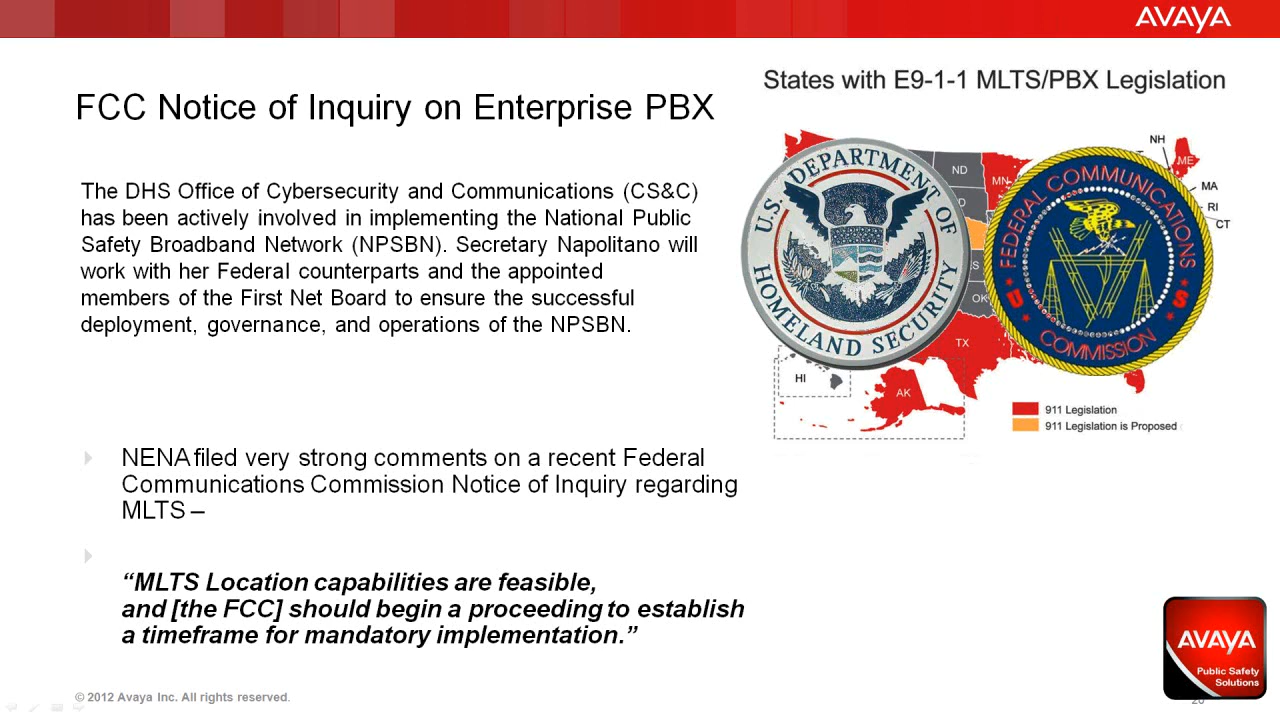 AVAYA
States with E9-1-1 MLTS/PBX Legislation
FCC Notice of Inquiry on Enterprise PBX
The DHS Office of Cybersecurity and Communications (CS&C)
has been actively involved in implementing the National Public
Safety Broadband Network (NPSBN). Secretary Napolitano will
work with her Federal counterparts and the appointed
members of the First Net Board to ensure the successful
deployment, governance, and operations of the NPSBN.
U.S. DEPARTMENT OF
HOMELAND SECURITY
FEDERAL COMMUNICATIONS
COMMISSION
U S
ND
MN
NH
ME
MA
RI
CT
OK
TX
HI
AK
911 Legislation
911 Legislation is Proposed
NENA filed very strong comments on a recent Federal
Communications Commission Notice of Inquiry regarding
MLTS –
“MLTS Location capabilities are feasible,
and [the FCC] should begin a proceeding to establish
a timeframe for mandatory implementation.”
AVAYA
Public Safety
Solutions
© 2012 Avaya Inc. All rights reserved.